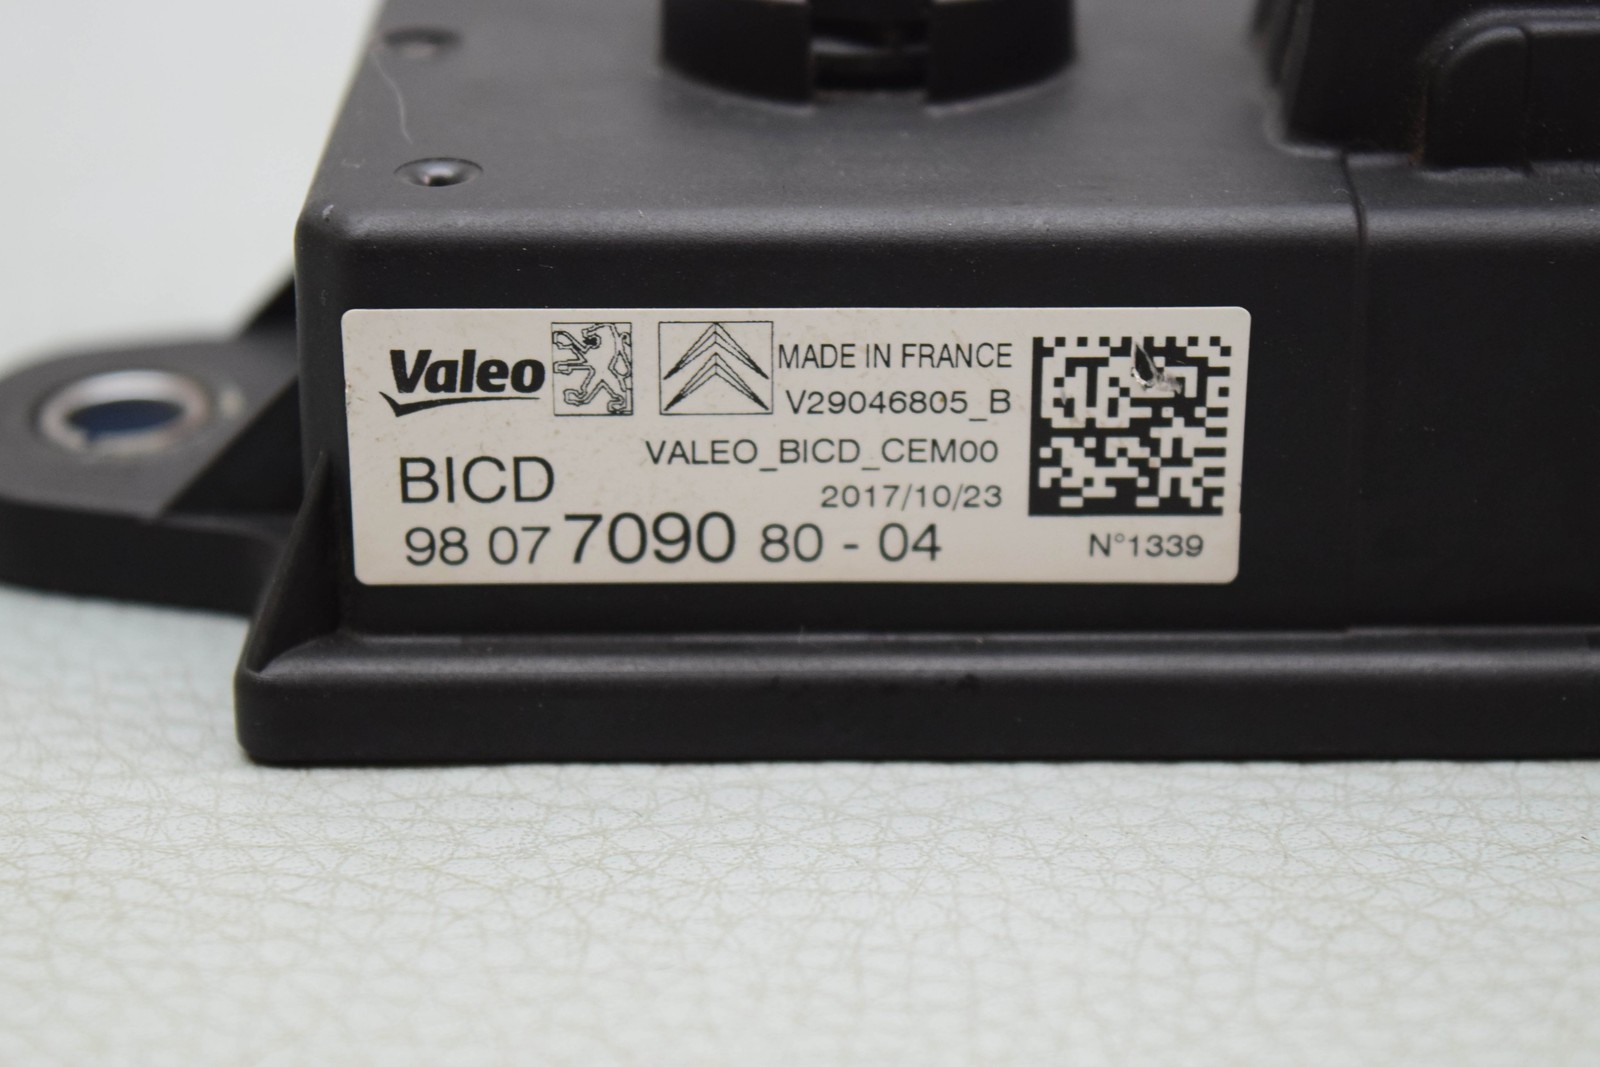 Valeo
MADE IN FRANCE
V29046805_B
VALEO_BICD_CEM00
BICD
2017/10/23
98 07 7090 80 - 04
N°1339